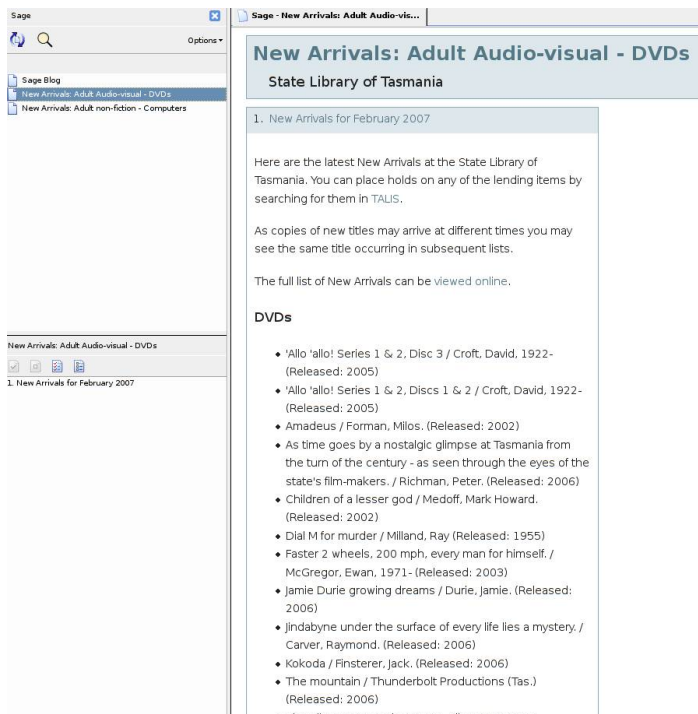 Sage
Options
Sage Blog
New Arrivals: Adult Audio-visual - DVDs
New Arrivals: Adult non-fiction - Computers
New Arrivals: Adult Audio-visual - DVDs
1. New Arrivals for February 2007
Sage - New Arrivals: Adult Audio-vis...
New Arrivals: Adult Audio-visual - DVDs
State Library of Tasmania
1. New Arrivals for February 2007
Here are the latest New Arrivals at the State Library of
Tasmania. You can place holds on any of the lending items by
searching for them in TALIS.
As copies of new titles may arrive at different times you may
see the same title occurring in subsequent lists.
The full list of New Arrivals can be viewed online.
DVDs
'Allo 'allo! Series 1 & 2, Disc 3 / Croft, David, 1922-
(Released: 2005)
'Allo 'allo! Series 1 & 2, Discs 1 & 2 / Croft, David, 1922-
(Released: 2005)
Amadeus / Forman, Milos. (Released: 2002)
As time goes by a nostalgic glimpse at Tasmania from
the turn of the century - as seen through the eyes of the
state's film-makers. / Richman, Peter. (Released: 2006)
Children of a lesser god / Medoff, Mark Howard.
(Released: 2002)
Dial M for murder / Milland, Ray (Released: 1955)
Faster 2 wheels, 200 mph, every man for himself. /
McGregor, Ewan, 1971- (Released: 2003)
Jamie Durie growing dreams / Durie, Jamie. (Released:
2006)
Jindabyne under the surface of every life lies a mystery. /
Carver, Raymond. (Released: 2006)
Kokoda / Finsterer, Jack. (Released: 2006)
The mountain / Thunderbolt Productions (Tas.)
(Released: 2006)